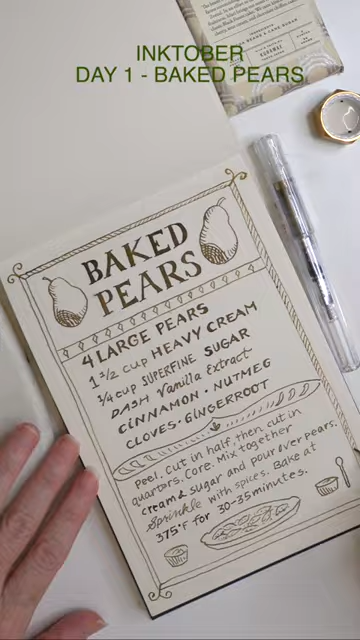 INKTOBER
DAY 1 - BAKED PEARS
BAKED
PEARS
4 LARGE PEARS
1 1/2 CUP HEAVY CREAM
1/4 CUP SUPERFINE SUGAR
DASH Vanilla Extract
CINNAMON • NUTMEG
CLOVES • GINGERROOT
Peel. Cut in half, then cut in
quarters. Core. Mix together
cream & sugar and pour over pears.
Sprinkle with spices. Bake at
375°F for 30-35 minutes.